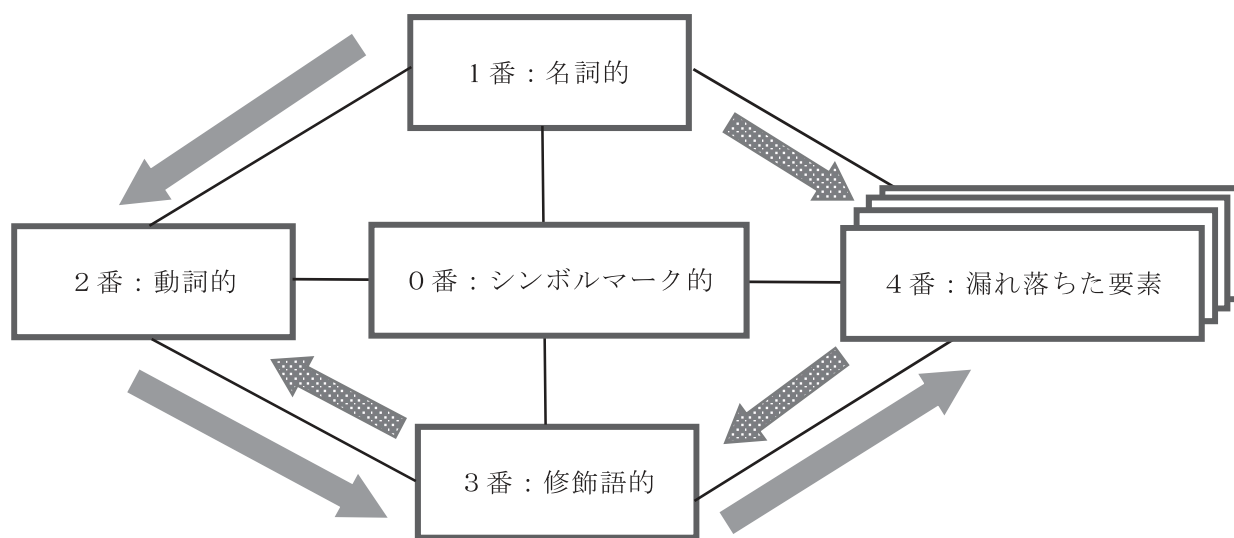 １番：名詞的
２番：動詞的
０番：シンボルマーク的
４番：漏れ落ちた要素
３番：修飾語的